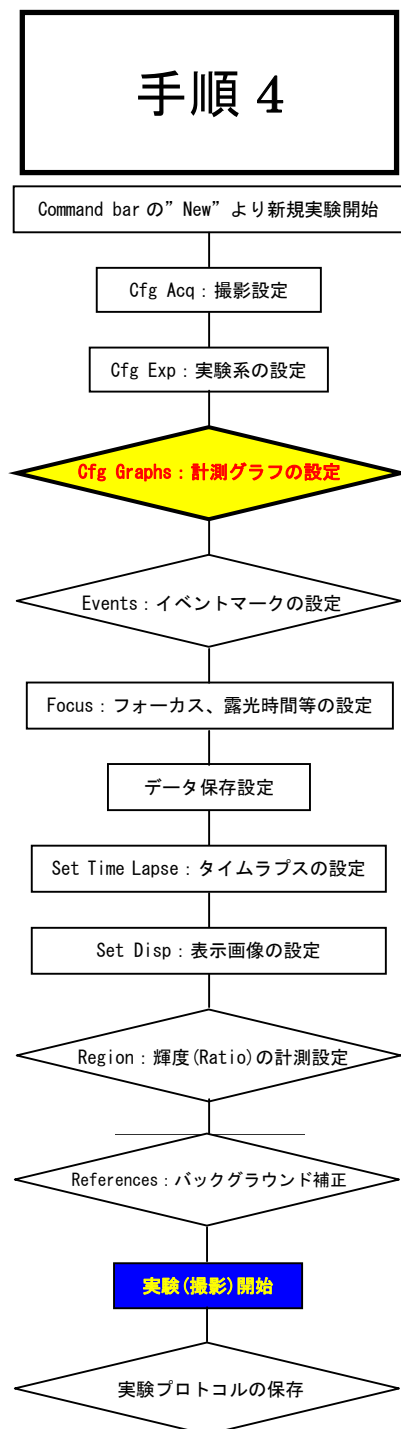 手順 4
Command bar の”New”より新規実験開始
Cfg Acq：撮影設定
Cfg Exp：実験系の設定
Cfg Graphs：計測グラフの設定
Events：イベントマークの設定
Focus：フォーカス、露光時間等の設定
データ保存設定
Set Time Lapse：タイムラプスの設定
Set Disp：表示画像の設定
Region：輝度(Ratio)の計測設定
References：バックグラウンド補正
実験(撮影)開始
実験プロトコルの保存